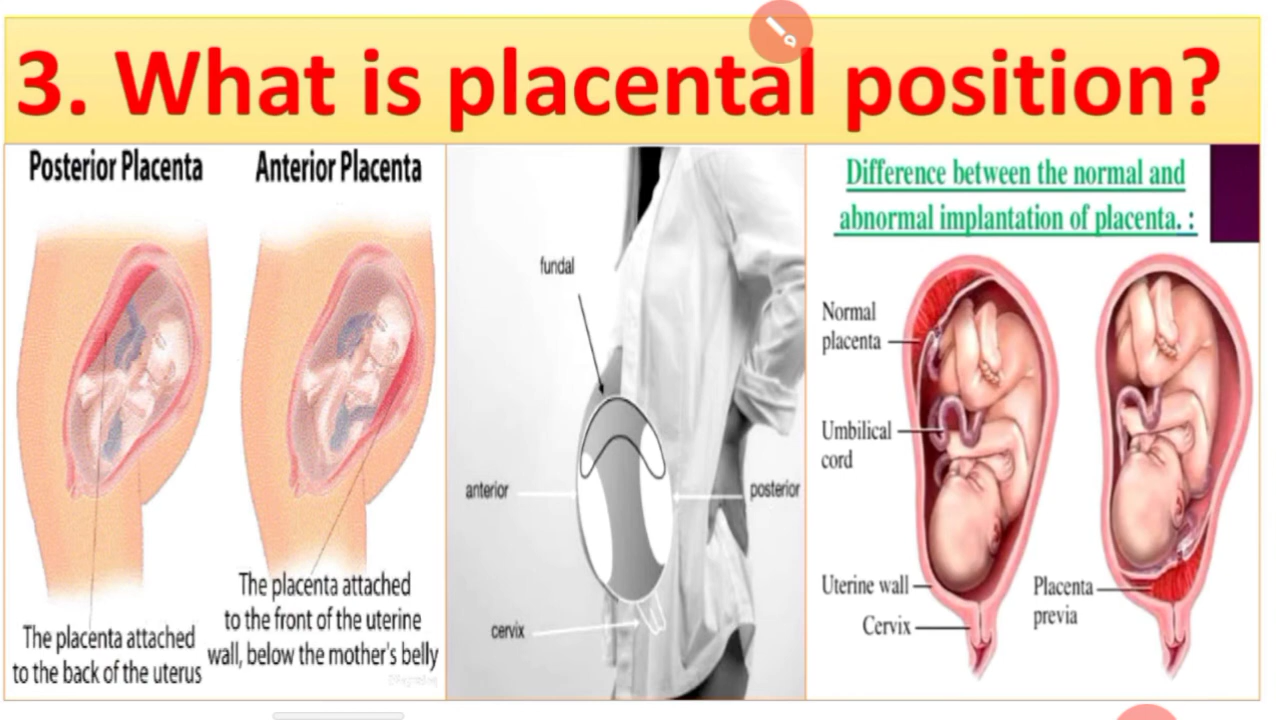 3. What is placental position?
Posterior Placenta
Anterior Placenta
The placenta attached
to the back of the uterus
The placenta attached
to the front of the uterine
wall, below the mother's belly
fundal
anterior
posterior
cervix
Difference between the normal and
abnormal implantation of placenta. :
Normal
placenta
Umbilical
cord
Uterine wall
Cervix
Placenta
previa